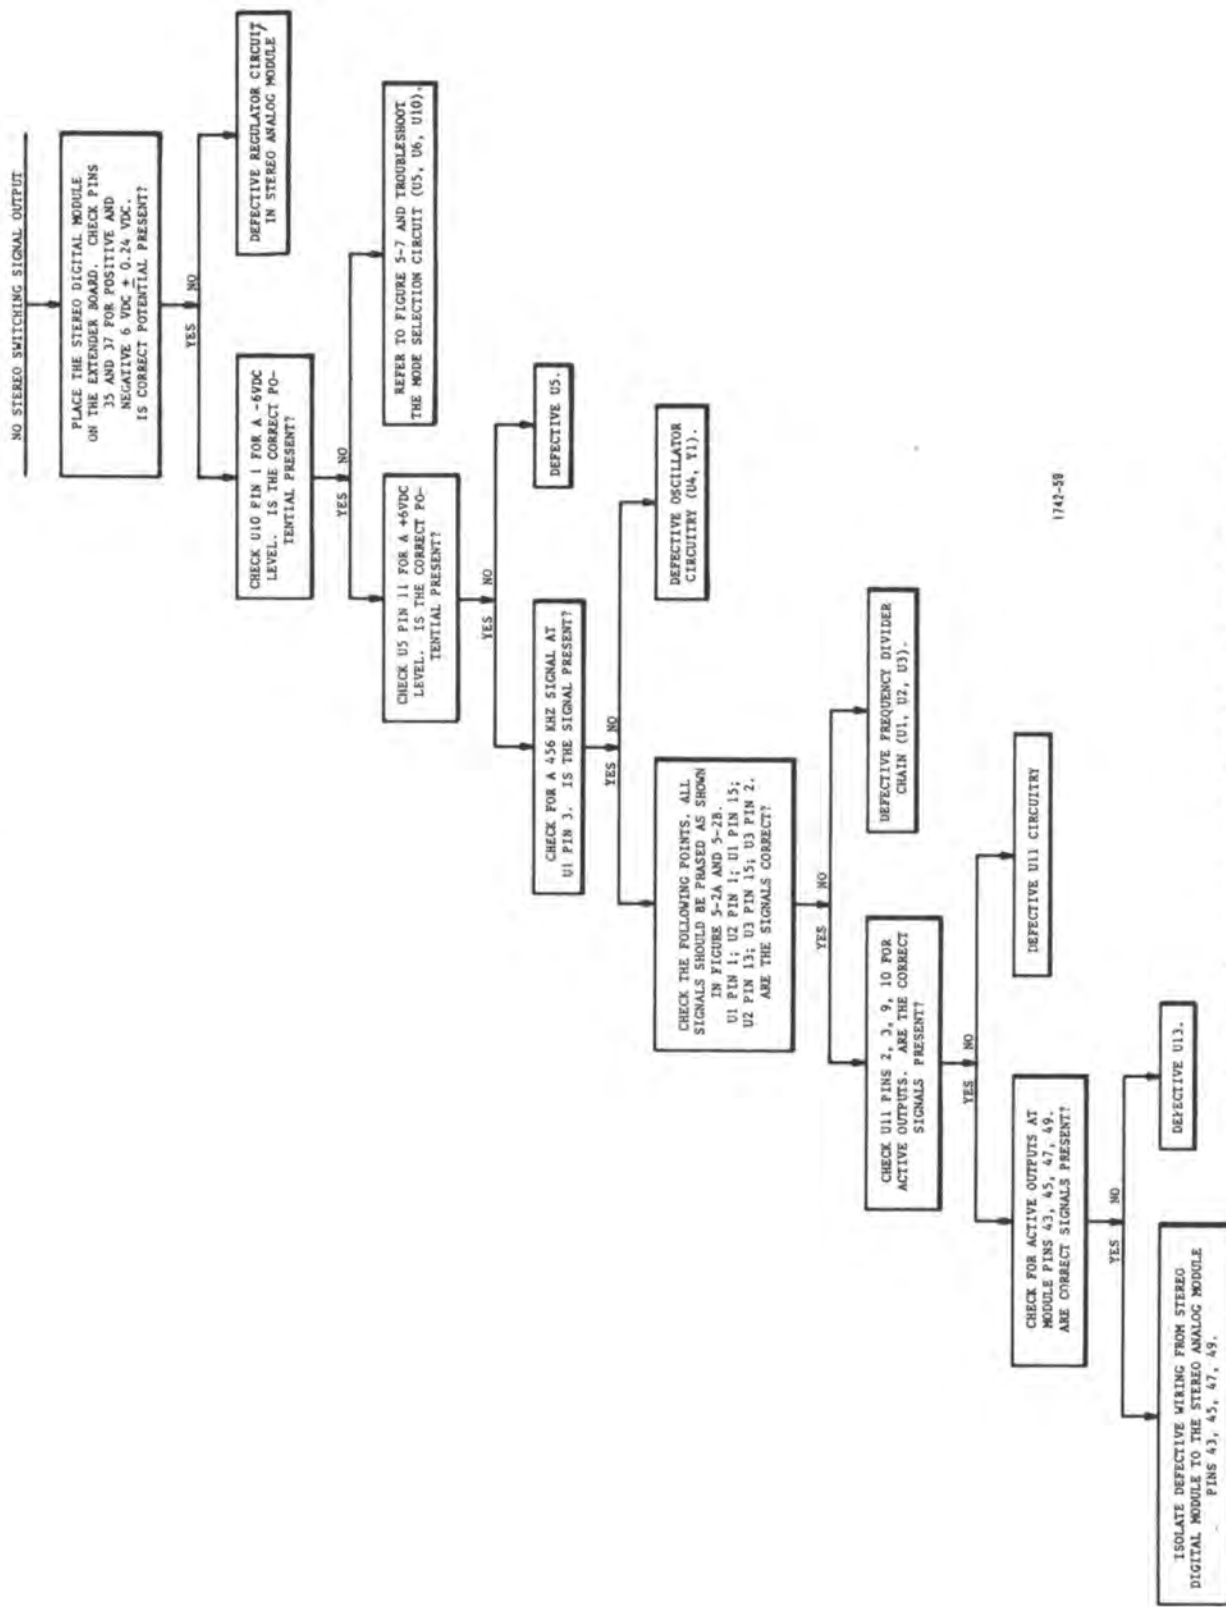 NO STEREO SWITCHING SIGNAL OUTPUT
PLACE THE STEREO DIGITAL MODULE
ON THE EXTENDER BOARD. CHECK PINS
35 AND 37 FOR POSITIVE AND
NEGATIVE 6 VDC ± 0.24 VDC.
IS CORRECT POTENTIAL PRESENT?
YES NO
DEFECTIVE REGULATOR CIRCUIT/
IN STEREO ANALOG MODULE
CHECK U10 PIN 1 FOR A -6VDC
LEVEL. IS THE CORRECT PO-
TENTIAL PRESENT?
YES NO
REFER TO FIGURE 5-7 AND TROUBLESHOOT
THE MODE SELECTION CIRCUIT (U5, U6, U10).
CHECK U5 PIN 11 FOR A +6VDC
LEVEL. IS THE CORRECT PO-
TENTIAL PRESENT?
YES NO
DEFECTIVE U5.
CHECK FOR A 456 KHZ SIGNAL AT
U1 PIN 3. IS THE SIGNAL PRESENT?
YES NO
DEFECTIVE OSCILLATOR
CIRCUITRY (U4, Y1).
CHECK THE FOLLOWING POINTS. ALL
SIGNALS SHOULD BE PHASED AS SHOWN
IN FIGURE 5-2A AND 5-2B.
U1 PIN 1; U2 PIN 1; U1 PIN 15;
U2 PIN 13; U3 PIN 15; U3 PIN 2.
ARE THE SIGNALS CORRECT?
YES NO
DEFECTIVE FREQUENCY DIVIDER
CHAIN (U1, U2, U3).
CHECK U11 PINS 2, 3, 9, 10 FOR
ACTIVE OUTPUTS. ARE THE CORRECT
SIGNALS PRESENT?
YES NO
DEFECTIVE U11 CIRCUITRY
CHECK FOR ACTIVE OUTPUTS AT
MODULE PINS 43, 45, 47, 49.
ARE CORRECT SIGNALS PRESENT?
YES NO
DEFECTIVE U13.
ISOLATE DEFECTIVE WIRING FROM STEREO
DIGITAL MODULE TO THE STEREO ANALOG MODULE
PINS 43, 45, 47, 49.
1742-59